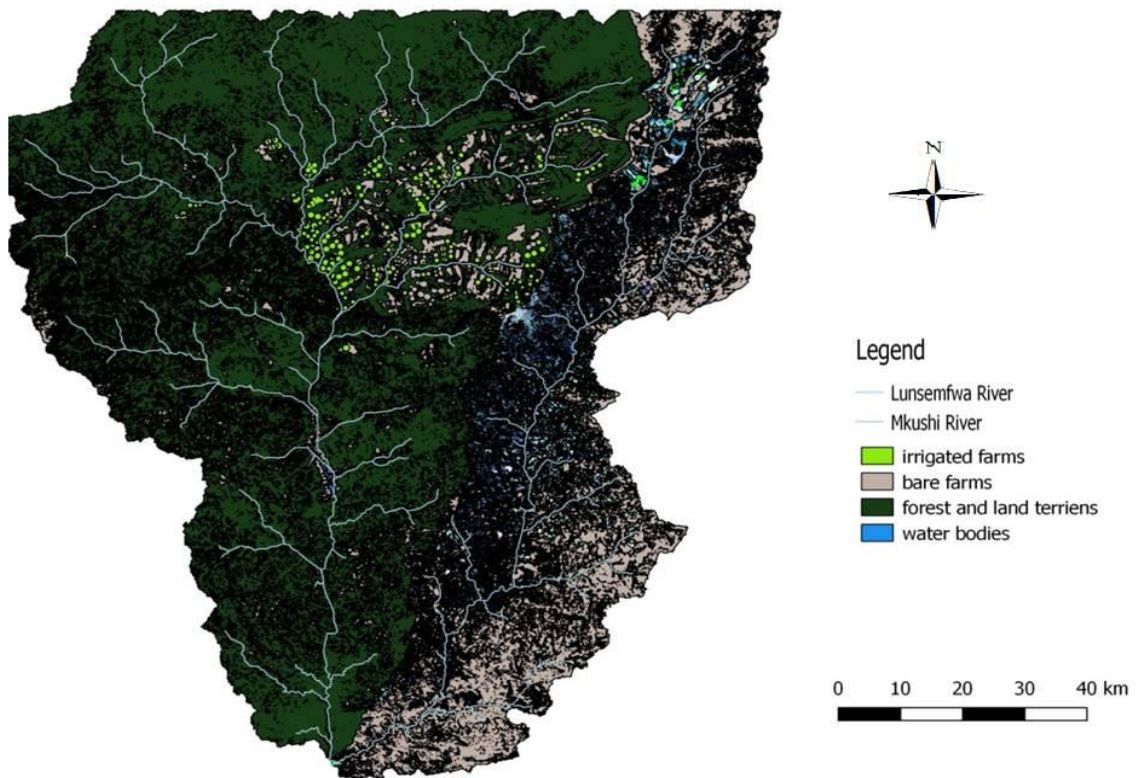 N
Legend
Lunsemfwa River
Mkushi River
irrigated farms
bare farms
forest and land terriens
water bodies
0 10 20 30 40 km